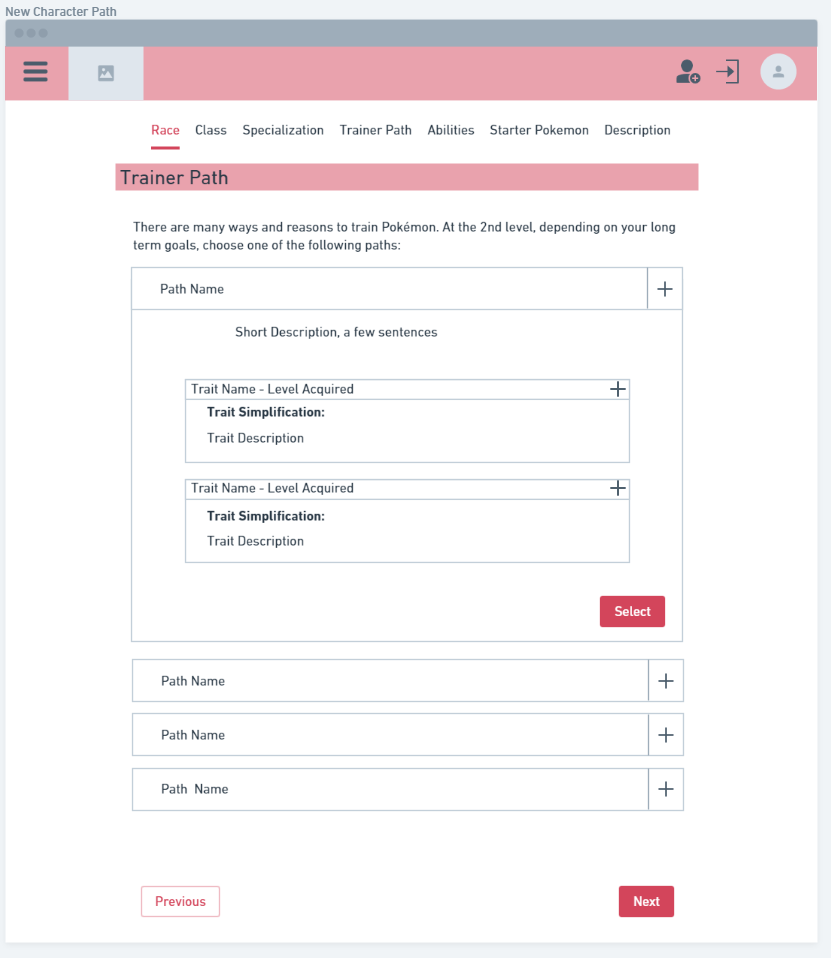 New Character Path
Race Class Specialization Trainer Path Abilities Starter Pokemon Description
Trainer Path
There are many ways and reasons to train Pokémon. At the 2nd level, depending on your long
term goals, choose one of the following paths:
Path Name
Short Description, a few sentences
Trait Name - Level Acquired
Trait Simplification:
Trait Description
Trait Name - Level Acquired
Trait Simplification:
Trait Description
Select
Path Name
Path Name
Path Name
Previous Next